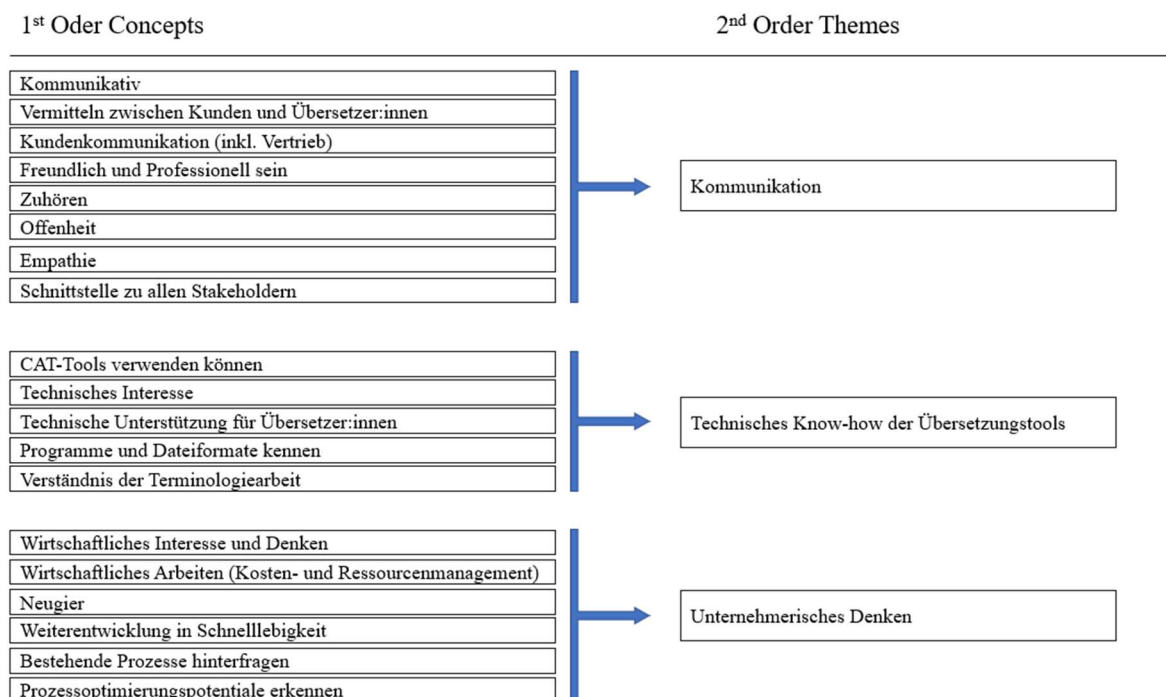 1st Oder Concepts
2nd Order Themes
Kommunikativ
Vermitteln zwischen Kunden und Übersetzer:innen
Kundenkommunikation (inkl. Vertrieb)
Freundlich und Professionell sein
Zuhören
Offenheit
Empathie
Schnittstelle zu allen Stakeholdern
Kommunikation
CAT-Tools verwenden können
Technisches Interesse
Technische Unterstützung für Übersetzer:innen
Programme und Dateiformate kennen
Verständnis der Terminologiearbeit
Technisches Know-how der Übersetzungstools
Wirtschaftliches Interesse und Denken
Wirtschaftliches Arbeiten (Kosten- und Ressourcenmanagement)
Neugier
Weiterentwicklung in Schnelllebigkeit
Bestehende Prozesse hinterfragen
Prozessoptimierungspotentiale erkennen
Unternehmerisches Denken